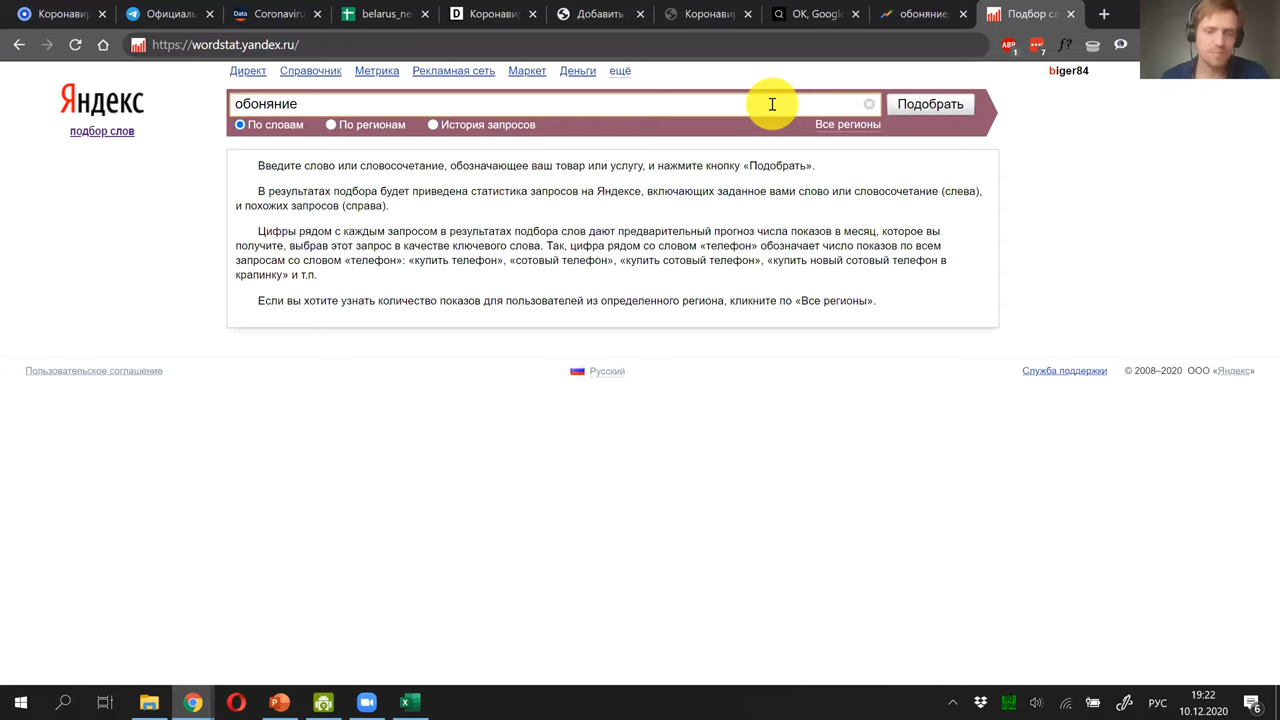 Коронавир
Официаль
Data
Coronavir
belarus_ne
D
Коронави
Добавить
Коронави
OK, Google
обоняние,
Подбор сл
https://wordstat.yandex.ru/
ABP
1
7
f?
Директ Справочник Метрика Рекламная сеть Маркет Деньги ещё
biger84
Яндекс
подбор слов
обоняние
Подобрать
По словам По регионам История запросов
Все регионы
Введите слово или словосочетание, обозначающее ваш товар или услугу, и нажмите кнопку «Подобрать».
В результатах подбора будет приведена статистика запросов на Яндексе, включающих заданное вами слово или словосочетание (слева),
и похожих запросов (справа).
Цифры рядом с каждым запросом в результатах подбора слов дают предварительный прогноз числа показов в месяц, которое вы
получите, выбрав этот запрос в качестве ключевого слова. Так, цифра рядом со словом «телефон» обозначает число показов по всем
запросам со словом «телефон»: «купить телефон», «сотовый телефон», «купить сотовый телефон», «купить новый сотовый телефон в
крапинку» и т.п.
Если вы хотите узнать количество показов для пользователей из определенного региона, кликните по «Все регионы».
Пользовательское соглашение
Русский
Служба поддержки
© 2008–2020 ООО «Яндекс»
РУС
19:22
10.12.2020
6